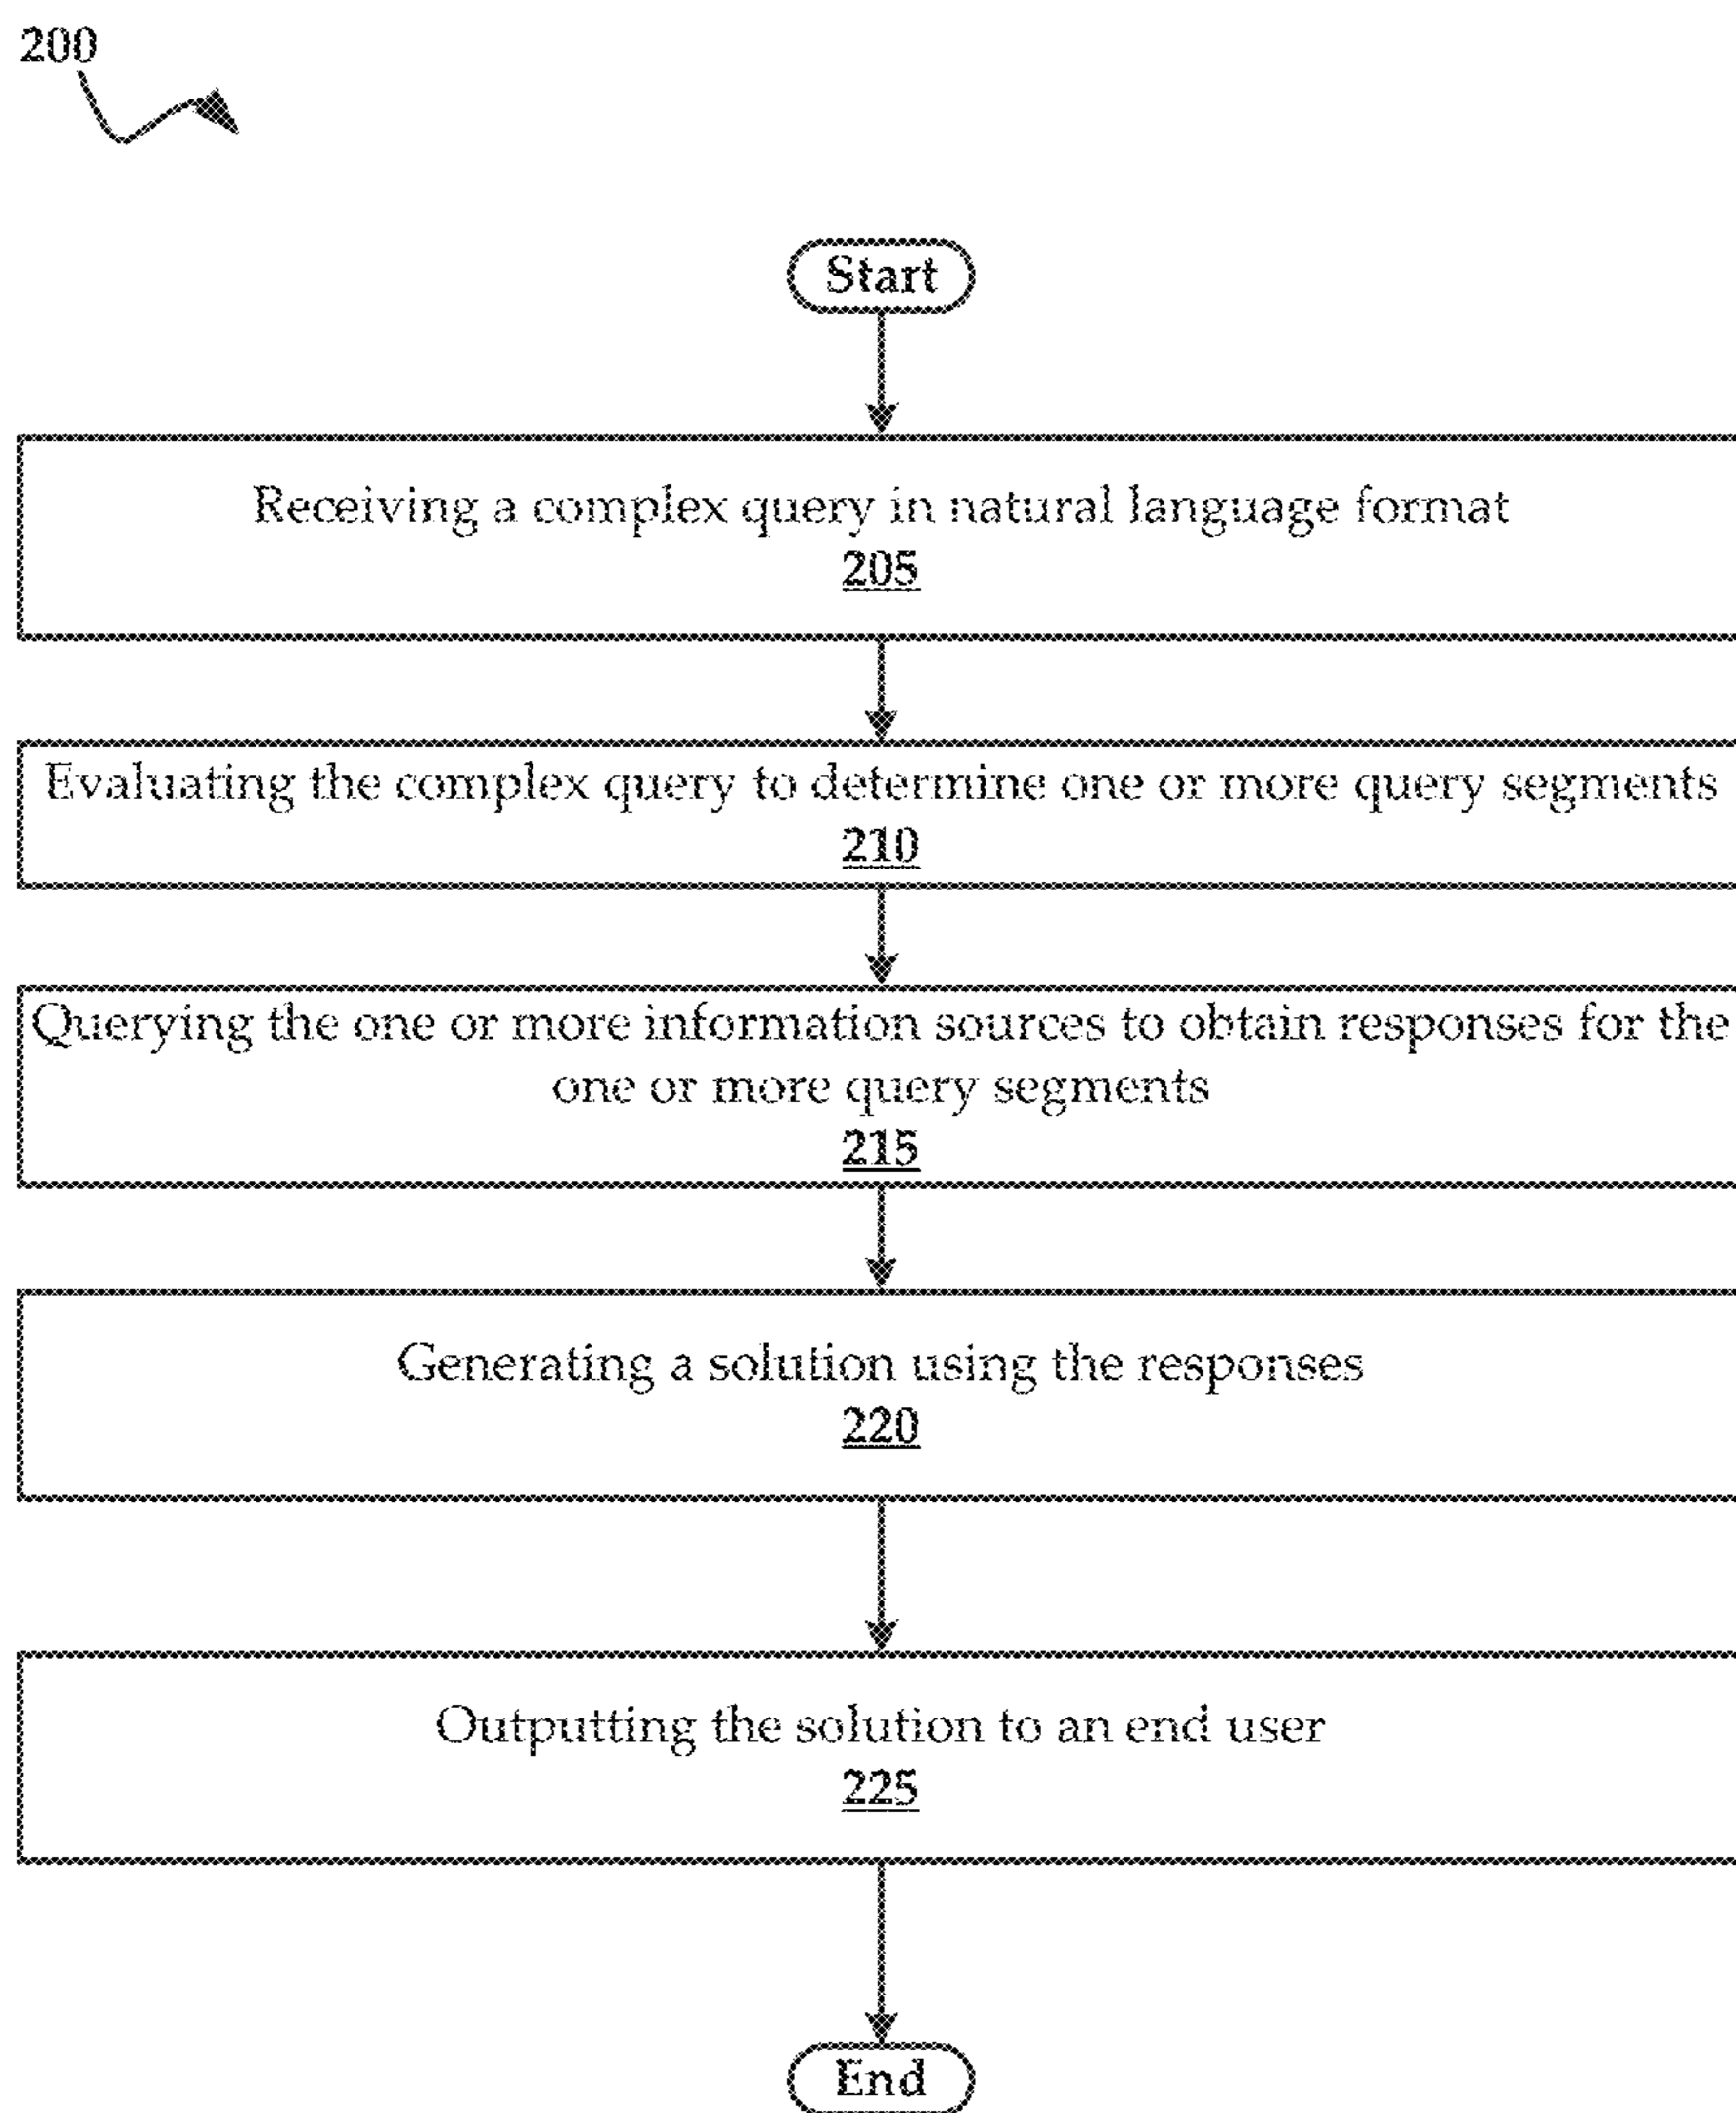 200
Start
Receiving a complex query in natural language format
205
Evaluating the complex query to determine one or more query segments
210
Querying the one or more information sources to obtain responses for the
one or more query segments
215
Generating a solution using the responses
220
Outputting the solution to an end user
225
End